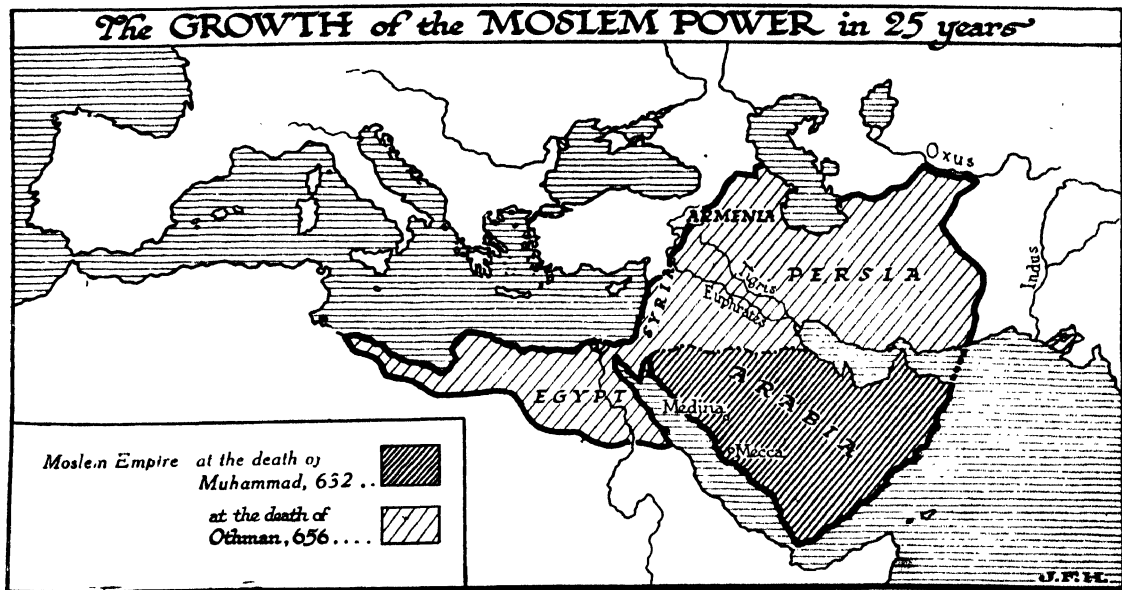 The GROWTH of the MOSLEM POWER in 25 years
Oxus
ARMENIA
Tigris
PERSIA
Indus
Euphrates
SYRIA
ARABIA
EGYPT
Medina
Mecca
Moslem Empire at the death of
Muhammad, 632 ..
at the death of
Othman, 656....
J.F.H.